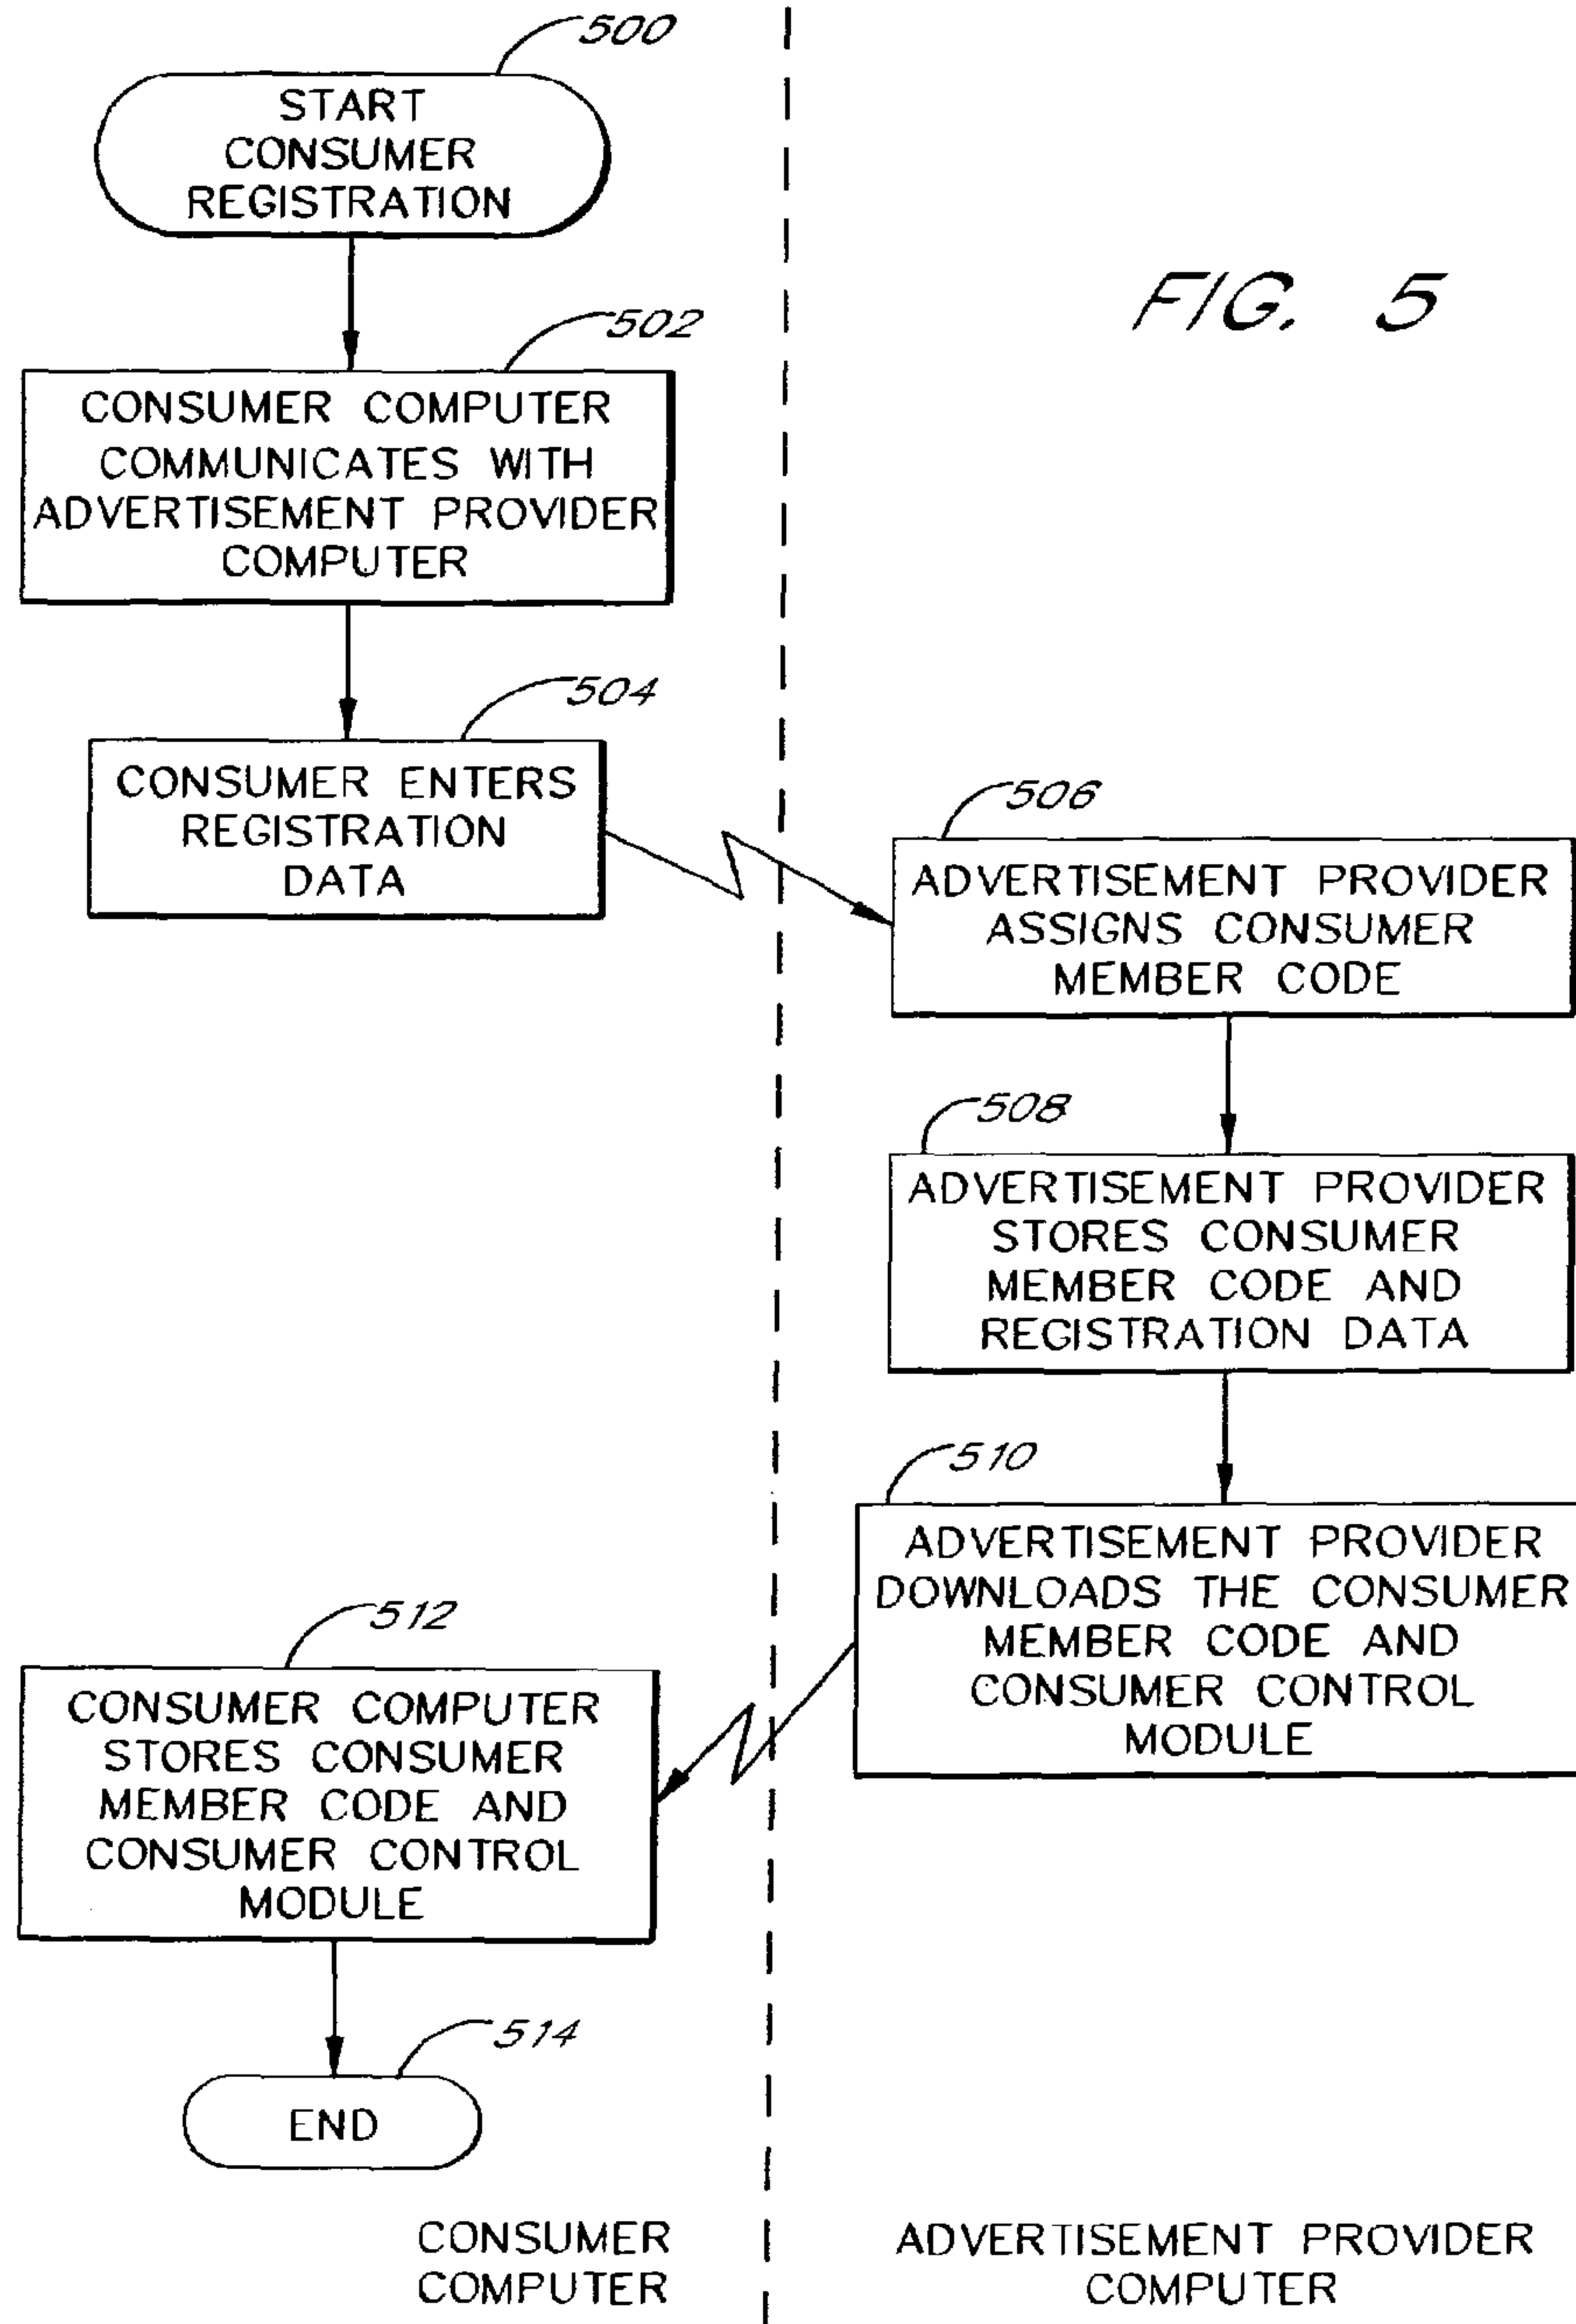 500
START
CONSUMER
REGISTRATION
FIG. 5
502
CONSUMER COMPUTER
COMMUNICATES WITH
ADVERTISEMENT PROVIDER
COMPUTER
504
CONSUMER ENTERS
REGISTRATION
DATA
506
ADVERTISEMENT PROVIDER
ASSIGNS CONSUMER
MEMBER CODE
508
ADVERTISEMENT PROVIDER
STORES CONSUMER
MEMBER CODE AND
REGISTRATION DATA
510
ADVERTISEMENT PROVIDER
DOWNLOADS THE CONSUMER
MEMBER CODE AND
CONSUMER CONTROL
MODULE
512
CONSUMER COMPUTER
STORES CONSUMER
MEMBER CODE AND
CONSUMER CONTROL
MODULE
514
END
CONSUMER
COMPUTER
ADVERTISEMENT PROVIDER
COMPUTER